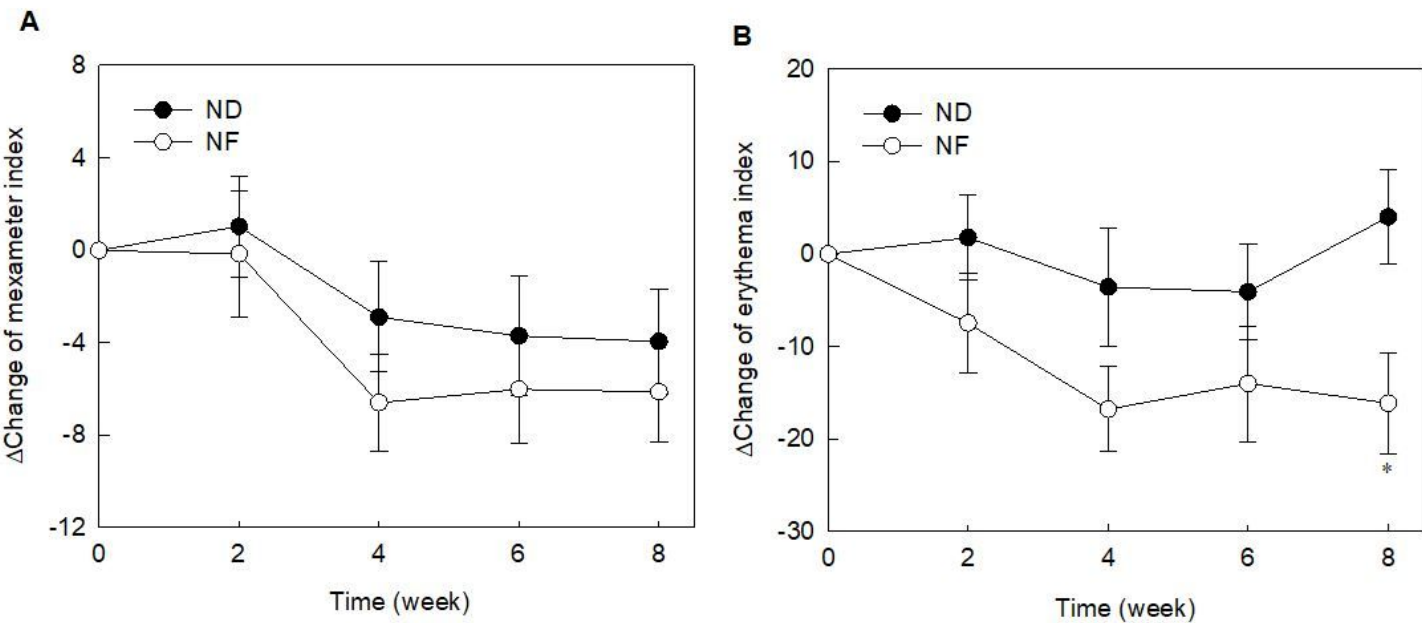 A
ΔChange of mexameter index
8
4
0
-4
-8
-12
ND
NF
0 2 4 6 8
Time (week)
B
ΔChange of erythema index
20
10
0
-10
-20
-30
ND
NF
*
0 2 4 6 8
Time (week)